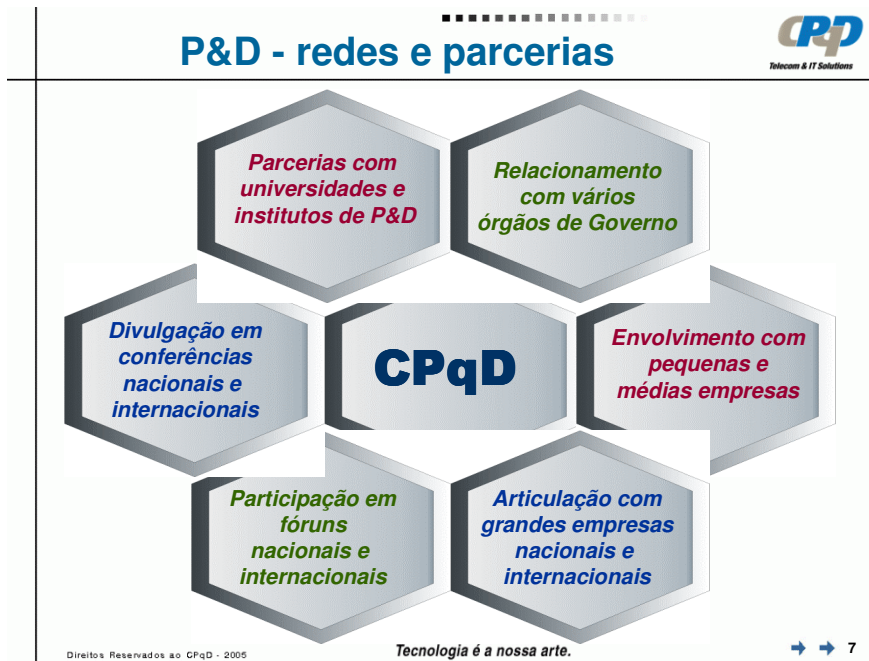 P&D - redes e parcerias
CPqD
Telecom & IT Solutions
Parcerias com
universidades e
institutos de P&D
Relacionamento
com vários
órgãos de Governo
Divulgação em
conferências
nacionais e
internacionais
CPqD
Envolvimento com
pequenas e
médias empresas
Participação em
fóruns
nacionais e
internacionais
Articulação com
grandes empresas
nacionais e
internacionais
Direitos Reservados ao CPqD - 2005
Tecnologia é a nossa arte.
7